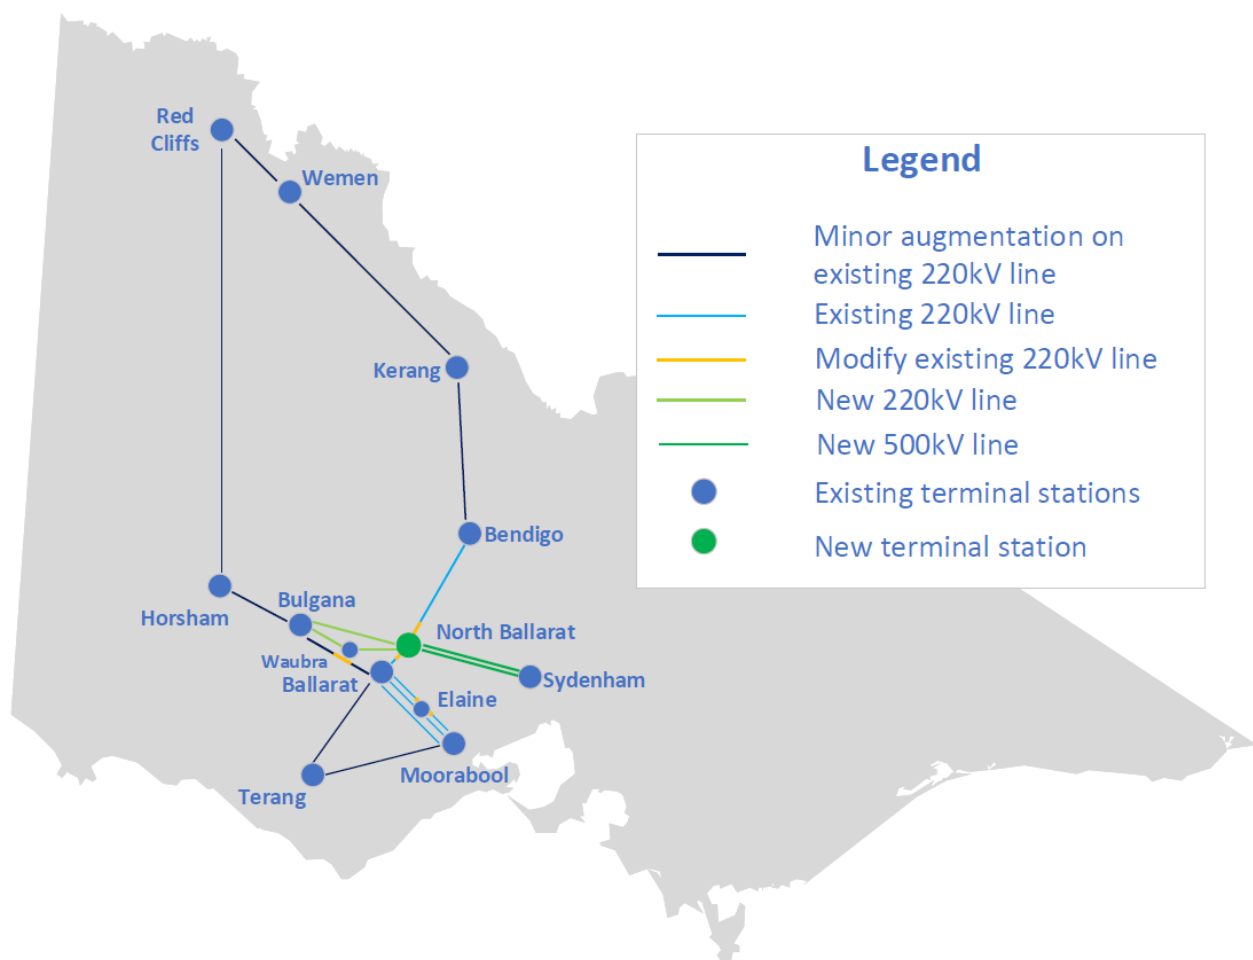 Red
Cliffs
Wemen
Kerang
Bendigo
Horsham
Bulgana
North Ballarat
Waubra
Ballarat
Sydenham
Elaine
Moorabool
Terang
Legend
Minor augmentation on
existing 220kV line
Existing 220kV line
Modify existing 220kV line
New 220kV line
New 500kV line
Existing terminal stations
New terminal station